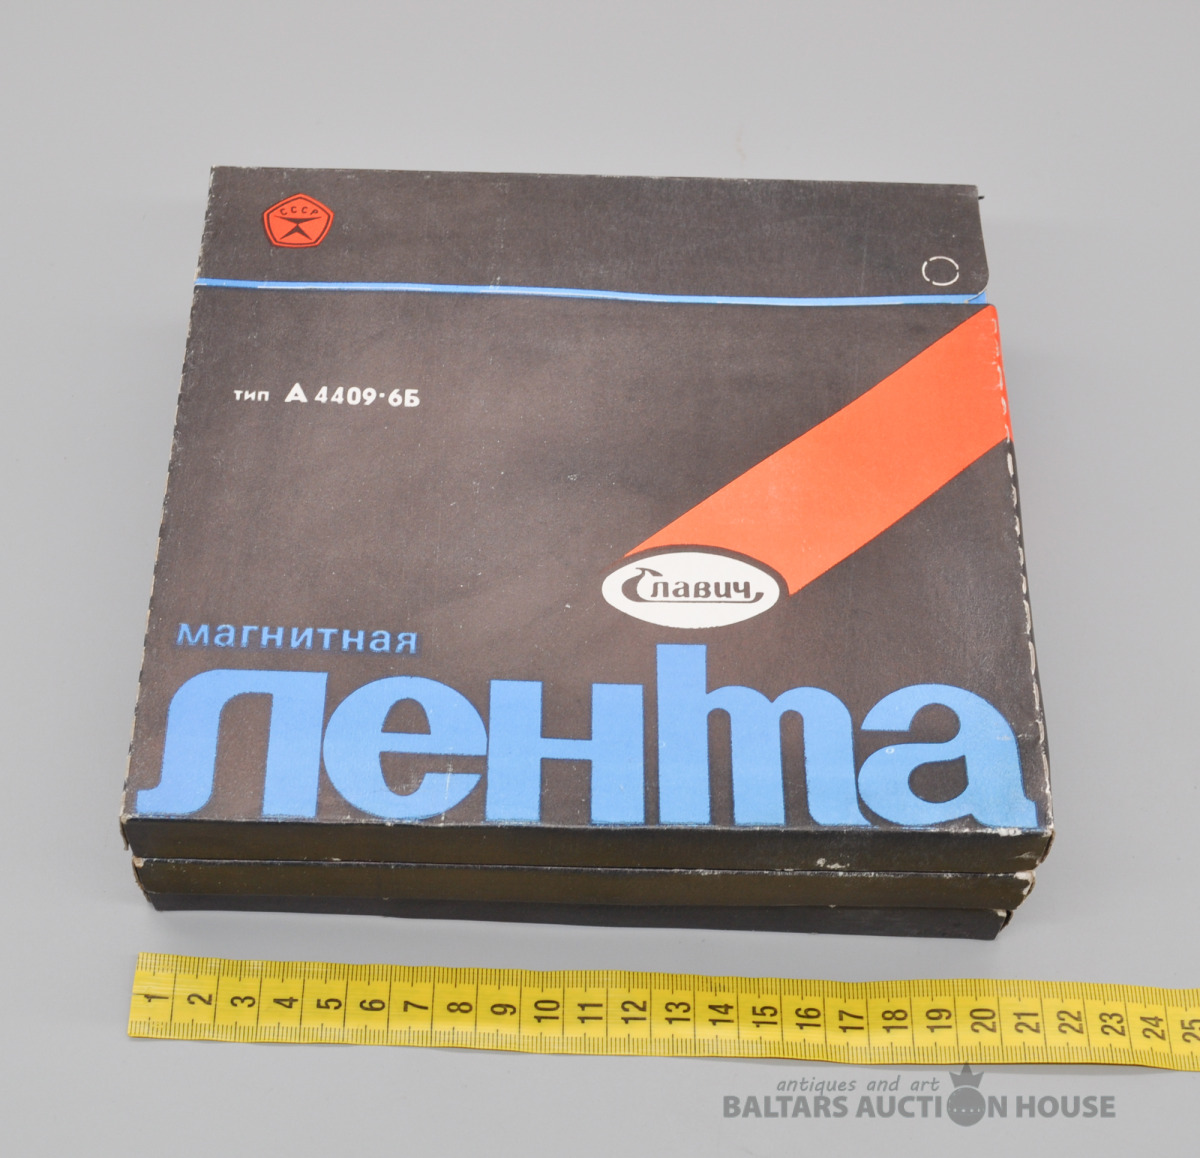 СССР
тип А 4409·6Б
Славич
магнитная
лента
1 2 3 4 5 6 7 8 9 10 11 12 13 14 15 16 17 18 19 20 21 22 23 24 25
antiques and art
BALTARS AUCTION HOUSE